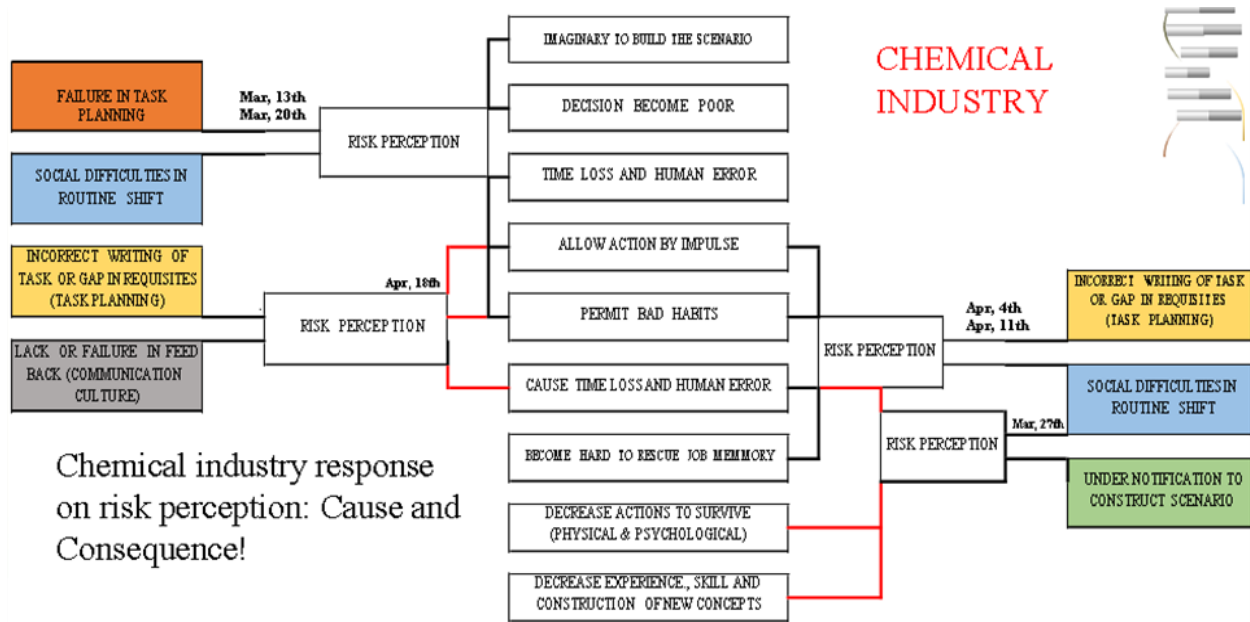 CHEMICAL
INDUSTRY
FAILURE IN TASK
PLANNING
SOCIAL DIFFICULTIES IN
ROUTINE SHIFT
Mar, 13th
Mar, 20th
RISK PERCEPTION
INCORRECT WRITING OF
TASK OR GAP IN REQUISITES
(TASK PLANNING)
LACK OR FAILURE IN FEED
BACK (COMMUNICATION
CULTURE)
Apr, 18th
RISK PERCEPTION
IMAGINARY TO BUILD THE SCENARIO
DECISION BECOME POOR
TIME LOSS AND HUMAN ERROR
ALLOW ACTION BY IMPULSE
PERMIT BAD HABITS
CAUSE TIME LOSS AND HUMAN ERROR
BECOME HARD TO RESCUE JOB MEMMORY
DECREASE ACTIONS TO SURVIVE
(PHYSICAL & PSYCHOLOGICAL)
DECREASE EXPERIENCE., SKILL AND
CONSTRUCTION OF NEW CONCEPTS
RISK PERCEPTION
Apr, 4th
Apr, 11th
INCORRECT WRITING OF TASK
OR GAP IN REQUISITES
(TASK PLANNING)
SOCIAL DIFFICULTIES IN
ROUTINE SHIFT
RISK PERCEPTION
Mar, 27th
UNDER NOTIFICATION TO
CONSTRUCT SCENARIO
Chemical industry response
on risk perception: Cause and
Consequence!